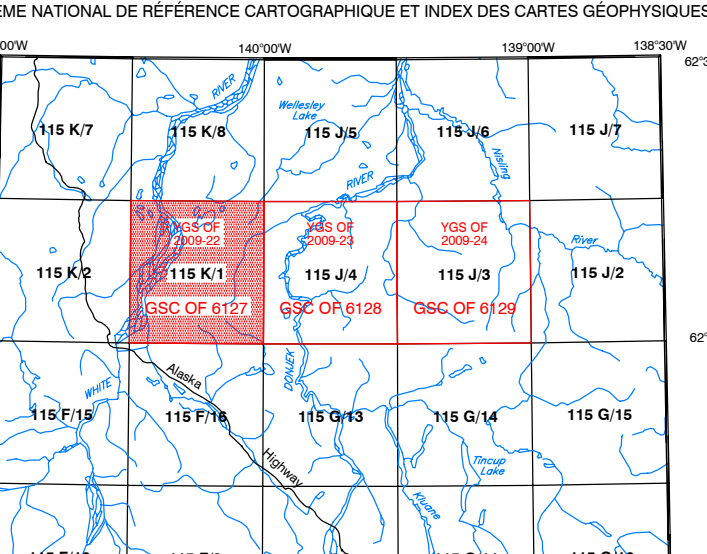 ÈME NATIONAL DE RÉFÉRENCE CARTOGRAPHIQUE ET INDEX DES CARTES GÉOPHYSIQUES
00'W
140°00'W
139°00'W
138°30'W
62°3
RIVER
Wellesley
Lake
115 K/7
115 K/8
115 J/5
115 J/6
115 J/7
Nisling
RIVER
YGS OF
2009-22
YGS OF
2009-23
YGS OF
2009-24
River
115 K/2
115 K/1
115 J/4
115 J/3
115 J/2
GSC OF 6127
GSC OF 6128
GSC OF 6129
62°
DONJEK
Alaska
WHITE
115 F/15
115 F/16
115 G/13
115 G/14
115 G/15
Highway
Tincup
Lake
Kluane